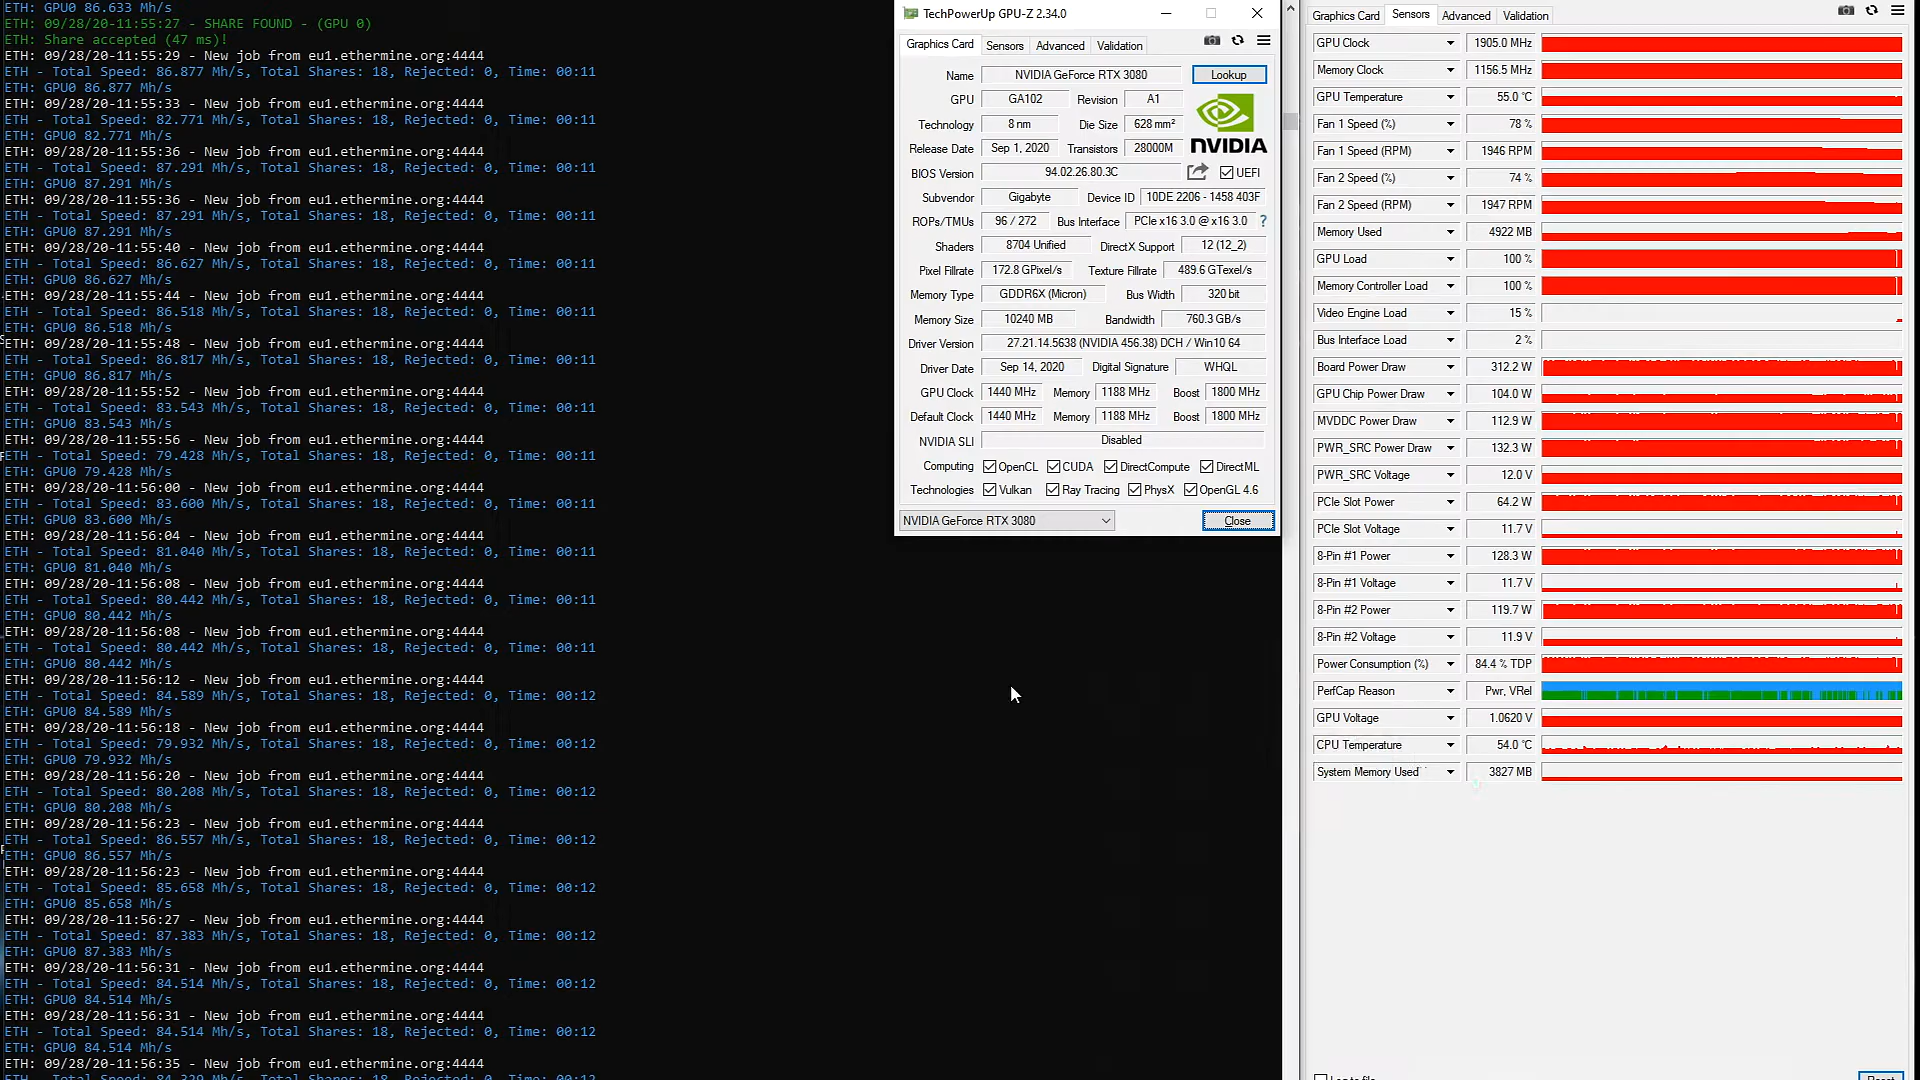 ETH: GPU0 86.633 Mh/s
ETH: 09/28/20-11:55:27 - SHARE FOUND - (GPU 0)
ETH: Share accepted (47 ms)!
ETH: 09/28/20-11:55:29 - New job from eu1.ethermine.org:4444
ETH - Total Speed: 86.877 Mh/s, Total Shares: 18, Rejected: 0, Time: 00:11
ETH: GPU0 86.877 Mh/s
ETH: 09/28/20-11:55:33 - New job from eu1.ethermine.org:4444
ETH - Total Speed: 82.771 Mh/s, Total Shares: 18, Rejected: 0, Time: 00:11
ETH: GPU0 82.771 Mh/s
ETH: 09/28/20-11:55:36 - New job from eu1.ethermine.org:4444
ETH - Total Speed: 87.291 Mh/s, Total Shares: 18, Rejected: 0, Time: 00:11
ETH: GPU0 87.291 Mh/s
ETH: 09/28/20-11:55:36 - New job from eu1.ethermine.org:4444
ETH - Total Speed: 87.291 Mh/s, Total Shares: 18, Rejected: 0, Time: 00:11
ETH: GPU0 87.291 Mh/s
ETH: 09/28/20-11:55:40 - New job from eu1.ethermine.org:4444
ETH - Total Speed: 86.627 Mh/s, Total Shares: 18, Rejected: 0, Time: 00:11
ETH: GPU0 86.627 Mh/s
ETH: 09/28/20-11:55:44 - New job from eu1.ethermine.org:4444
ETH - Total Speed: 86.518 Mh/s, Total Shares: 18, Rejected: 0, Time: 00:11
ETH: GPU0 86.518 Mh/s
ETH: 09/28/20-11:55:48 - New job from eu1.ethermine.org:4444
ETH - Total Speed: 86.817 Mh/s, Total Shares: 18, Rejected: 0, Time: 00:11
ETH: GPU0 86.817 Mh/s
ETH: 09/28/20-11:55:52 - New job from eu1.ethermine.org:4444
ETH - Total Speed: 83.543 Mh/s, Total Shares: 18, Rejected: 0, Time: 00:11
ETH: GPU0 83.543 Mh/s
ETH: 09/28/20-11:55:56 - New job from eu1.ethermine.org:4444
ETH - Total Speed: 79.428 Mh/s, Total Shares: 18, Rejected: 0, Time: 00:11
ETH: GPU0 79.428 Mh/s
ETH: 09/28/20-11:56:00 - New job from eu1.ethermine.org:4444
ETH - Total Speed: 83.600 Mh/s, Total Shares: 18, Rejected: 0, Time: 00:11
ETH: GPU0 83.600 Mh/s
ETH: 09/28/20-11:56:04 - New job from eu1.ethermine.org:4444
ETH - Total Speed: 81.040 Mh/s, Total Shares: 18, Rejected: 0, Time: 00:11
ETH: GPU0 81.040 Mh/s
ETH: 09/28/20-11:56:08 - New job from eu1.ethermine.org:4444
ETH - Total Speed: 80.442 Mh/s, Total Shares: 18, Rejected: 0, Time: 00:11
ETH: GPU0 80.442 Mh/s
ETH: 09/28/20-11:56:08 - New job from eu1.ethermine.org:4444
ETH - Total Speed: 80.442 Mh/s, Total Shares: 18, Rejected: 0, Time: 00:11
ETH: GPU0 80.442 Mh/s
ETH: 09/28/20-11:56:12 - New job from eu1.ethermine.org:4444
ETH - Total Speed: 84.589 Mh/s, Total Shares: 18, Rejected: 0, Time: 00:12
ETH: GPU0 84.589 Mh/s
ETH: 09/28/20-11:56:18 - New job from eu1.ethermine.org:4444
ETH - Total Speed: 79.932 Mh/s, Total Shares: 18, Rejected: 0, Time: 00:12
ETH: GPU0 79.932 Mh/s
ETH: 09/28/20-11:56:20 - New job from eu1.ethermine.org:4444
ETH - Total Speed: 80.208 Mh/s, Total Shares: 18, Rejected: 0, Time: 00:12
ETH: GPU0 80.208 Mh/s
ETH: 09/28/20-11:56:23 - New job from eu1.ethermine.org:4444
ETH - Total Speed: 86.557 Mh/s, Total Shares: 18, Rejected: 0, Time: 00:12
ETH: GPU0 86.557 Mh/s
ETH: 09/28/20-11:56:23 - New job from eu1.ethermine.org:4444
ETH - Total Speed: 85.658 Mh/s, Total Shares: 18, Rejected: 0, Time: 00:12
ETH: GPU0 85.658 Mh/s
ETH: 09/28/20-11:56:27 - New job from eu1.ethermine.org:4444
ETH - Total Speed: 87.383 Mh/s, Total Shares: 18, Rejected: 0, Time: 00:12
ETH: GPU0 87.383 Mh/s
ETH: 09/28/20-11:56:31 - New job from eu1.ethermine.org:4444
ETH - Total Speed: 84.514 Mh/s, Total Shares: 18, Rejected: 0, Time: 00:12
ETH: GPU0 84.514 Mh/s
ETH: 09/28/20-11:56:31 - New job from eu1.ethermine.org:4444
ETH - Total Speed: 84.514 Mh/s, Total Shares: 18, Rejected: 0, Time: 00:12
ETH: GPU0 84.514 Mh/s
ETH: 09/28/20-11:56:35 - New job from eu1.ethermine.org:4444
ETH - Total Speed: 84.329 Mh/s, Total Shares: 18, Rejected: 0, Time: 00:12
TechPowerUp GPU-Z 2.34.0
Graphics Card Sensors Advanced Validation
Name NVIDIA GeForce RTX 3080 Lookup
GPU GA102 Revision A1
Technology 8 nm Die Size 628 mm²
NVIDIA
Release Date Sep 1, 2020 Transistors 28000M
BIOS Version 94.02.26.80.3C UEFI
Subvendor Gigabyte Device ID 10DE 2206 - 1458 403F
ROPs/TMUs 96 / 272 Bus Interface PCIe x16 3.0 @ x16 3.0 ?
Shaders 8704 Unified DirectX Support 12 (12_2)
Pixel Fillrate 172.8 GPixel/s Texture Fillrate 489.6 GTexel/s
Memory Type GDDR6X (Micron) Bus Width 320 bit
Memory Size 10240 MB Bandwidth 760.3 GB/s
Driver Version 27.21.14.5638 (NVIDIA 456.38) DCH / Win10 64
Driver Date Sep 14, 2020 Digital Signature WHQL
GPU Clock 1440 MHz Memory 1188 MHz Boost 1800 MHz
Default Clock 1440 MHz Memory 1188 MHz Boost 1800 MHz
NVIDIA SLI Disabled
Computing OpenCL CUDA DirectCompute DirectML
Technologies Vulkan Ray Tracing PhysX OpenGL 4.6
NVIDIA GeForce RTX 3080 Close
Graphics Card Sensors Advanced Validation
GPU Clock 1905.0 MHz
Memory Clock 1156.5 MHz
GPU Temperature 55.0 °C
Fan 1 Speed (%) 78 %
Fan 1 Speed (RPM) 1946 RPM
Fan 2 Speed (%) 74 %
Fan 2 Speed (RPM) 1947 RPM
Memory Used 4922 MB
GPU Load 100 %
Memory Controller Load 100 %
Video Engine Load 15 %
Bus Interface Load 2 %
Board Power Draw 312.2 W
GPU Chip Power Draw 104.0 W
MVDDC Power Draw 112.9 W
PWR_SRC Power Draw 132.3 W
PWR_SRC Voltage 12.0 V
PCIe Slot Power 64.2 W
PCIe Slot Voltage 11.7 V
8-Pin #1 Power 128.3 W
8-Pin #1 Voltage 11.7 V
8-Pin #2 Power 119.7 W
8-Pin #2 Voltage 11.9 V
Power Consumption (%) 84.4 % TDP
PerfCap Reason Pwr, VRel
GPU Voltage 1.0620 V
CPU Temperature 54.0 °C
System Memory Used 3827 MB